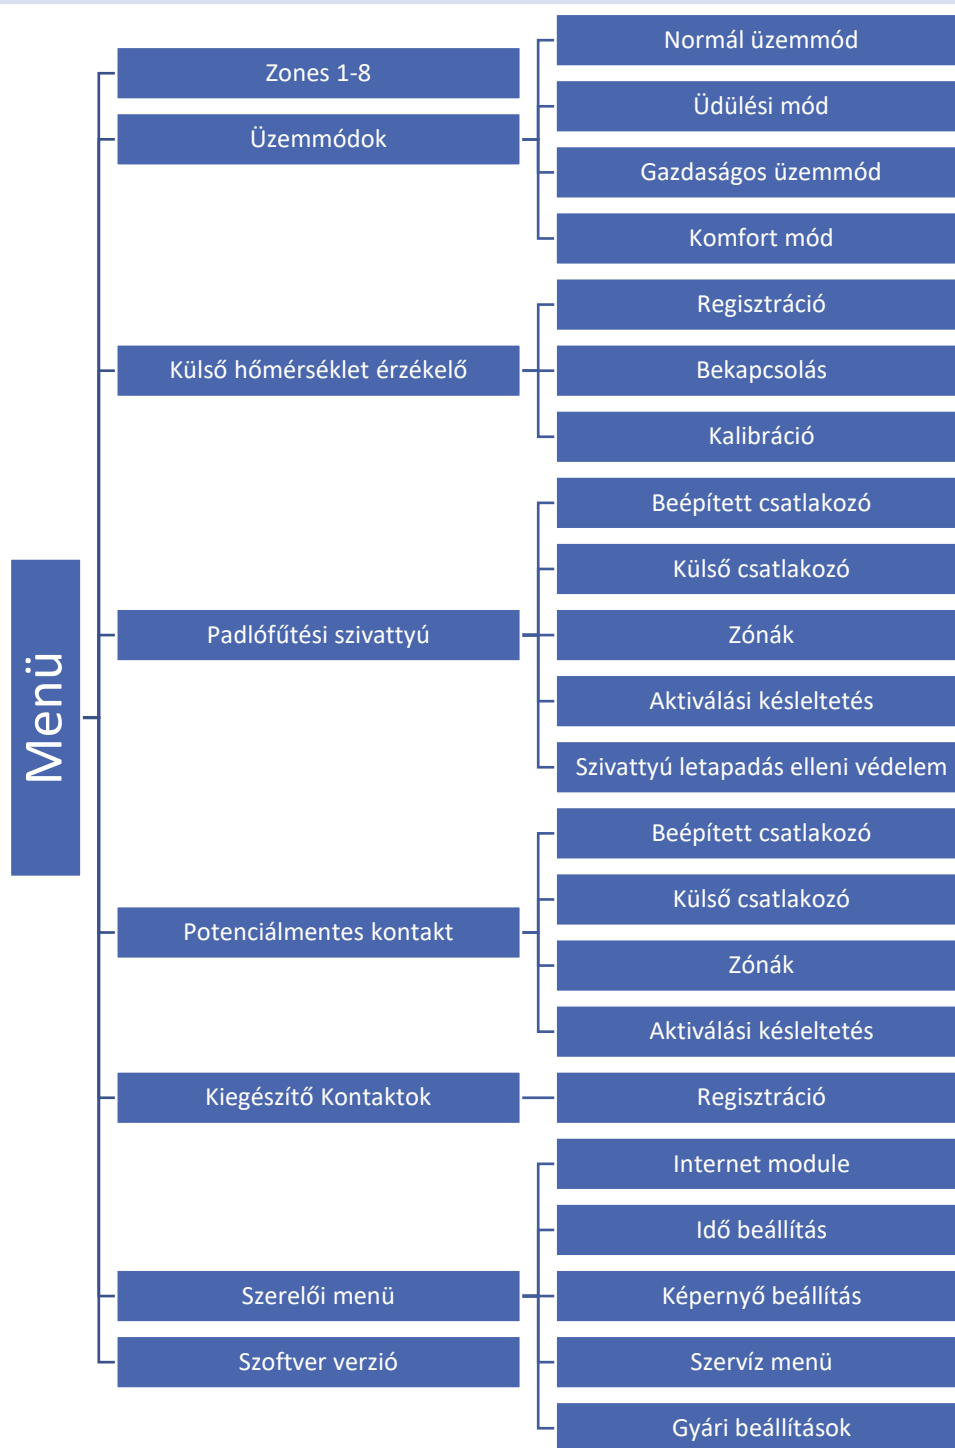 Menü
Zones 1-8
Üzemmódok
Normál üzemmód
Üdülési mód
Gazdaságos üzemmód
Komfort mód
Külső hőmérséklet érzékelő
Regisztráció
Bekapcsolás
Kalibráció
Padlófűtési szivattyú
Beépített csatlakozó
Külső csatlakozó
Zónák
Aktiválási késleltetés
Szivattyú letapadás elleni védelem
Potenciálmentes kontakt
Beépített csatlakozó
Külső csatlakozó
Zónák
Aktiválási késleltetés
Kiegészítő Kontaktok
Regisztráció
Szerelői menü
Internet module
Idő beállítás
Képernyő beállítás
Szervíz menü
Gyári beállítások
Szoftver verzió